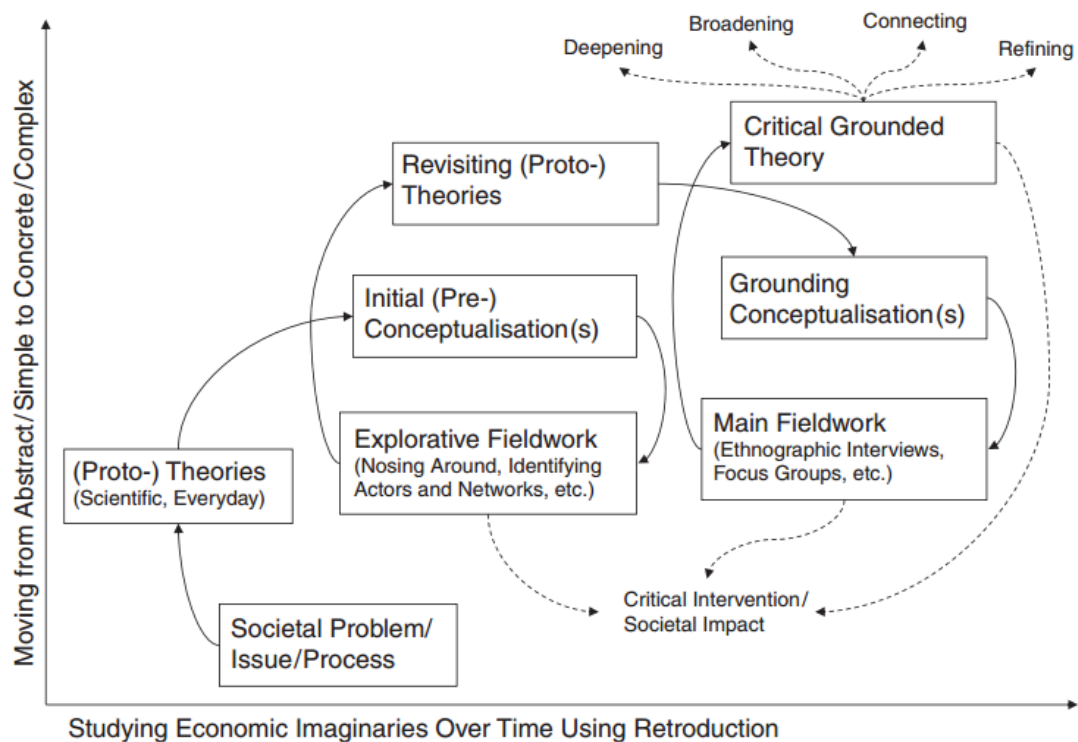 Moving from Abstract/Simple to Concrete/Complex
Deepening
Broadening
Connecting
Refining
Critical Grounded
Theory
Revisiting (Proto-)
Theories
Grounding
Conceptualisation(s)
Initial (Pre-)
Conceptualisation(s)
Explorative Fieldwork
(Nosing Around, Identifying
Actors and Networks, etc.)
Main Fieldwork
(Ethnographic Interviews,
Focus Groups, etc.)
(Proto-) Theories
(Scientific, Everyday)
Critical Intervention/
Societal Impact
Societal Problem/
Issue/Process
Studying Economic Imaginaries Over Time Using Retroduction